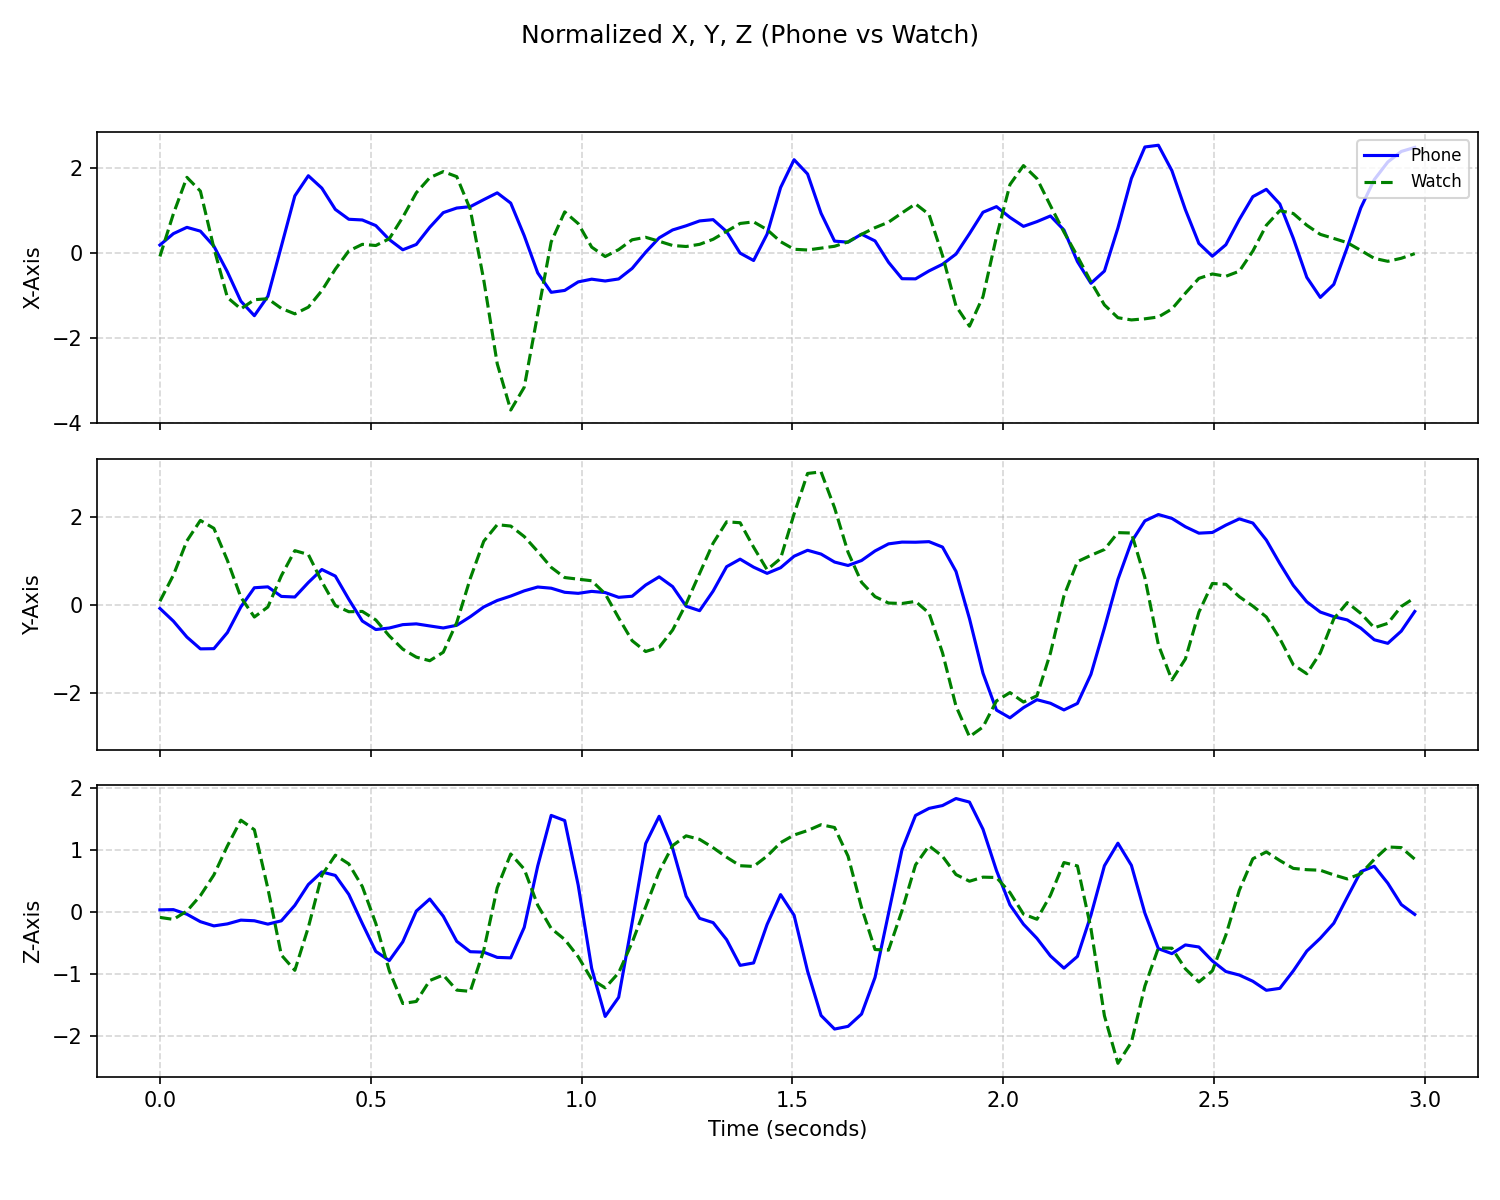 Normalized X, Y, Z (Phone vs Watch)
Phone
Watch
X-Axis
2
0
−2
−4
Y-Axis
2
0
−2
Z-Axis
2
1
0
−1
−2
0.0 0.5 1.0 1.5 2.0 2.5 3.0
Time (seconds)